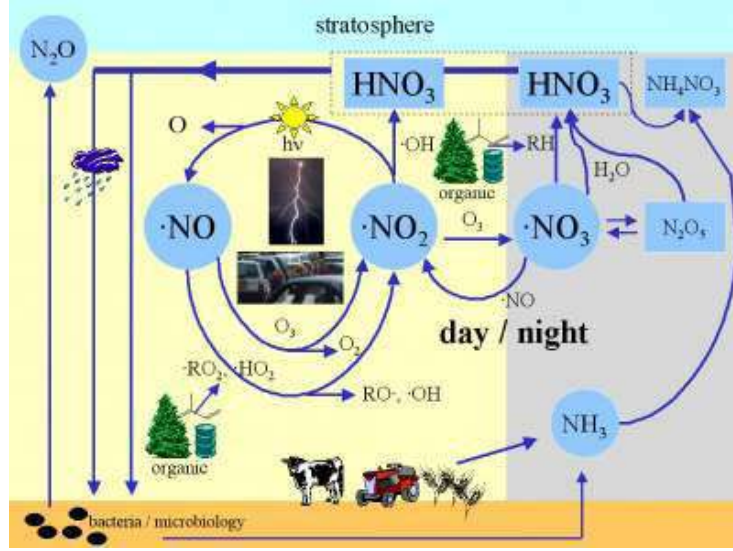 stratosphere
N₂O
HNO₃
HNO₃
NH₄NO₃
O
hν
·OH
RH
H₂O
organic
·NO
·NO₂
O₃
·NO₃
N₂O₅
·NO
O₃
O₂
day / night
·RO₂, ·HO₂
RO·, ·OH
NH₃
organic
bacteria / microbiology